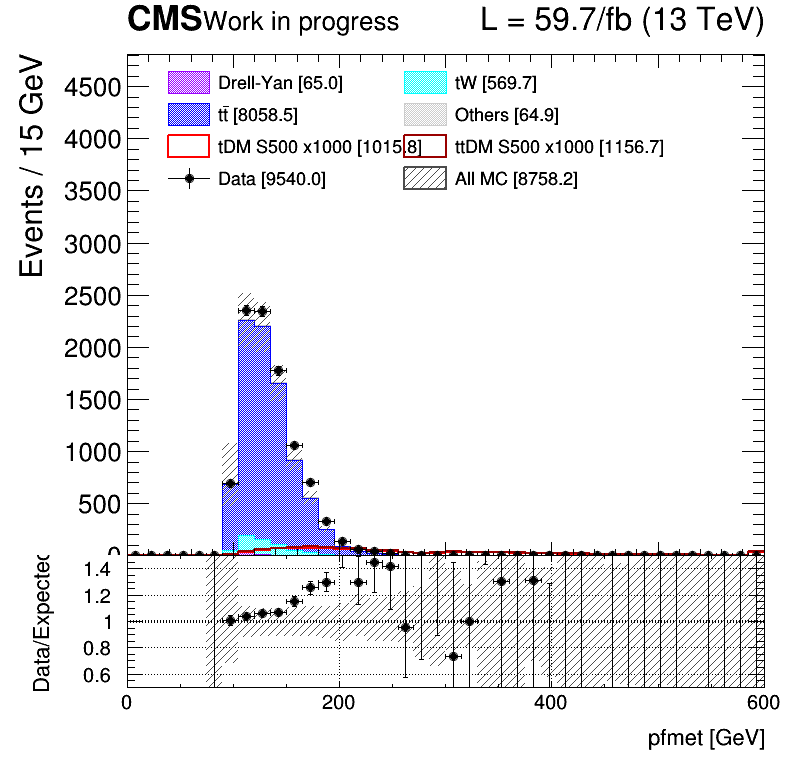 CMS Work in progress L = 59.7/fb (13 TeV)
Events / 15 GeV
4500
4000
3500
3000
2500
2000
1500
1000
500
0
Drell-Yan [65.0] tW [569.7]
tt̄ [8058.5] Others [64.9]
tDM S500 x1000 [1015.8] ttDM S500 x1000 [1156.7]
Data [9540.0] All MC [8758.2]
Data/Expected
1.4
1.2
1
0.8
0.6
0 200 400 600
pfmet [GeV]